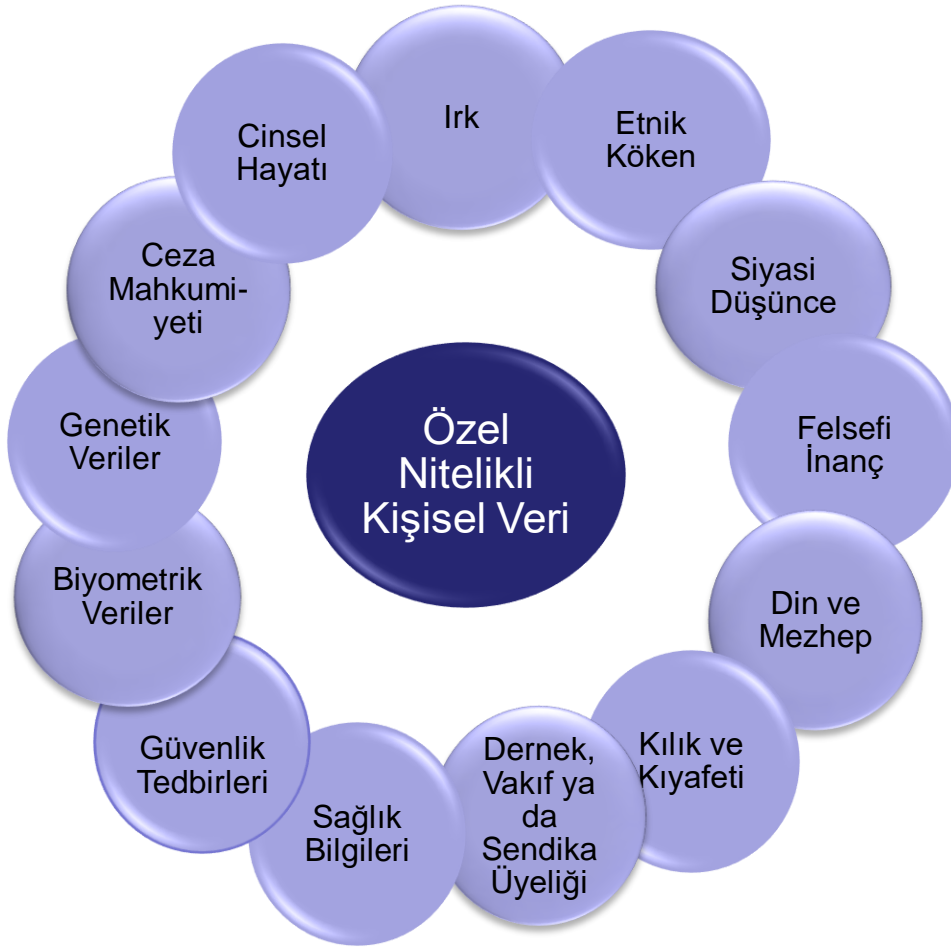 Irk
Etnik
Köken
Siyasi
Düşünce
Felsefi
İnanç
Din ve
Mezhep
Kılık ve
Kıyafeti
Dernek,
Vakıf ya
da
Sendika
Üyeliği
Sağlık
Bilgileri
Güvenlik
Tedbirleri
Biyometrik
Veriler
Genetik
Veriler
Ceza
Mahkumi-
yeti
Cinsel
Hayatı
Özel
Nitelikli
Kişisel Veri